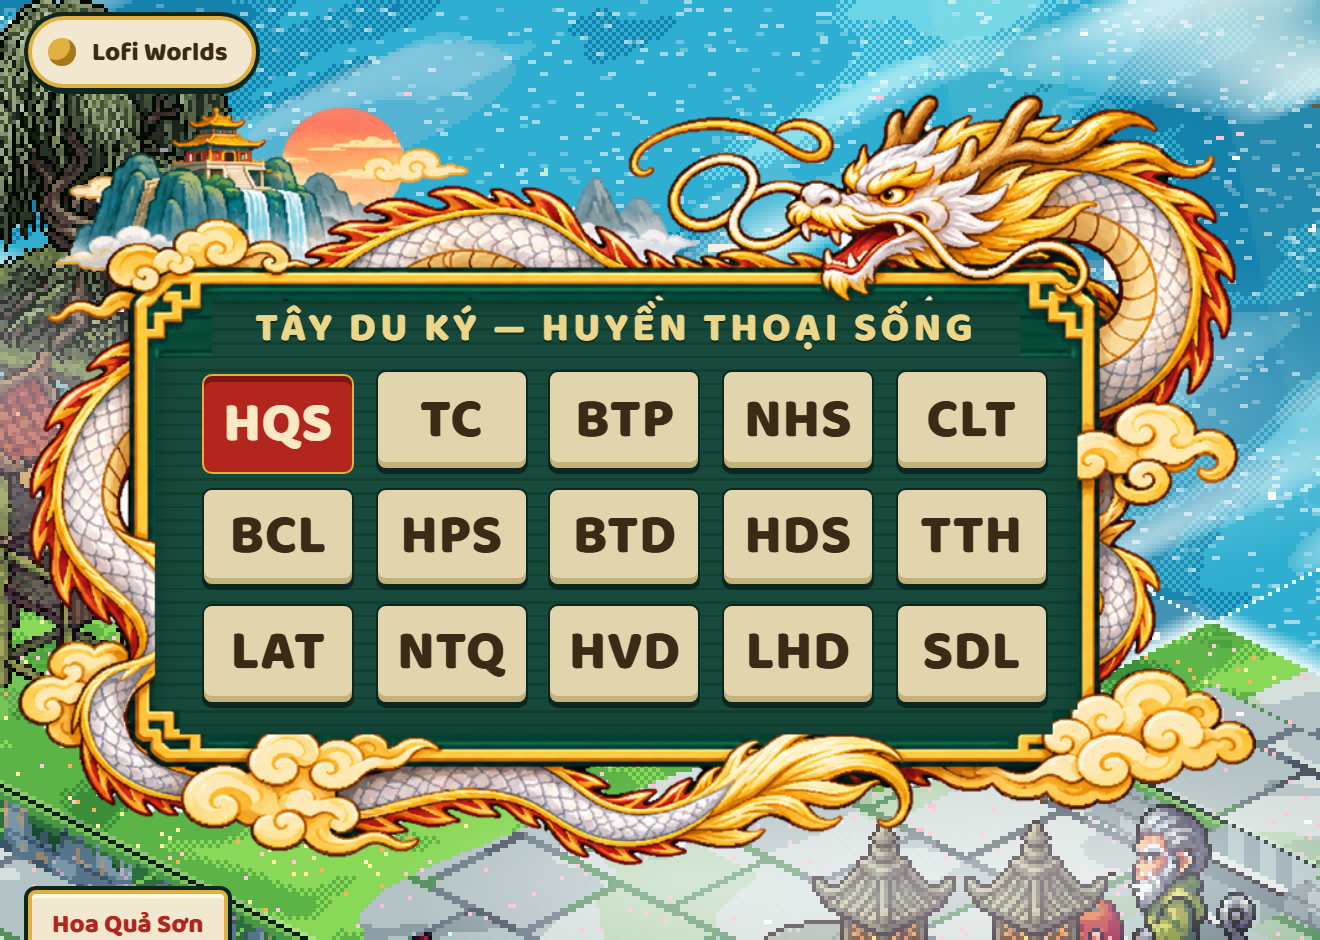 Lofi Worlds
TÂY DU KÝ — HUYỀN THOẠI SỐNG
HQS TC BTP NHS CLT
BCL HPS BTD HDS TTH
LAT NTQ HVD LHD SDL
Hoa Quả Sơn